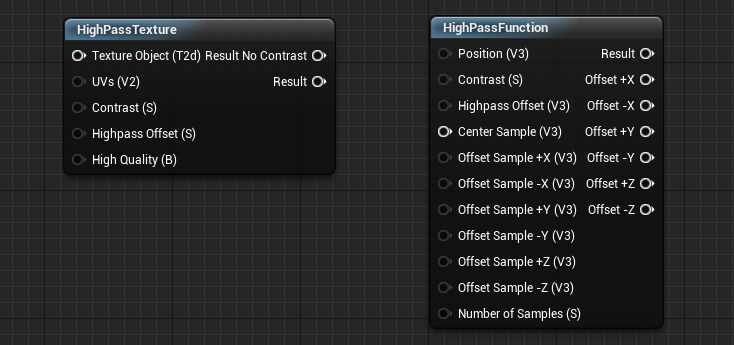 HighPassTexture
Texture Object (T2d) Result No Contrast
UVs (V2) Result
Contrast (S)
Highpass Offset (S)
High Quality (B)
HighPassFunction
Position (V3) Result
Contrast (S) Offset +X
Highpass Offset (V3) Offset -X
Center Sample (V3) Offset +Y
Offset Sample +X (V3) Offset -Y
Offset Sample -X (V3) Offset +Z
Offset Sample +Y (V3) Offset -Z
Offset Sample -Y (V3)
Offset Sample +Z (V3)
Offset Sample -Z (V3)
Number of Samples (S)